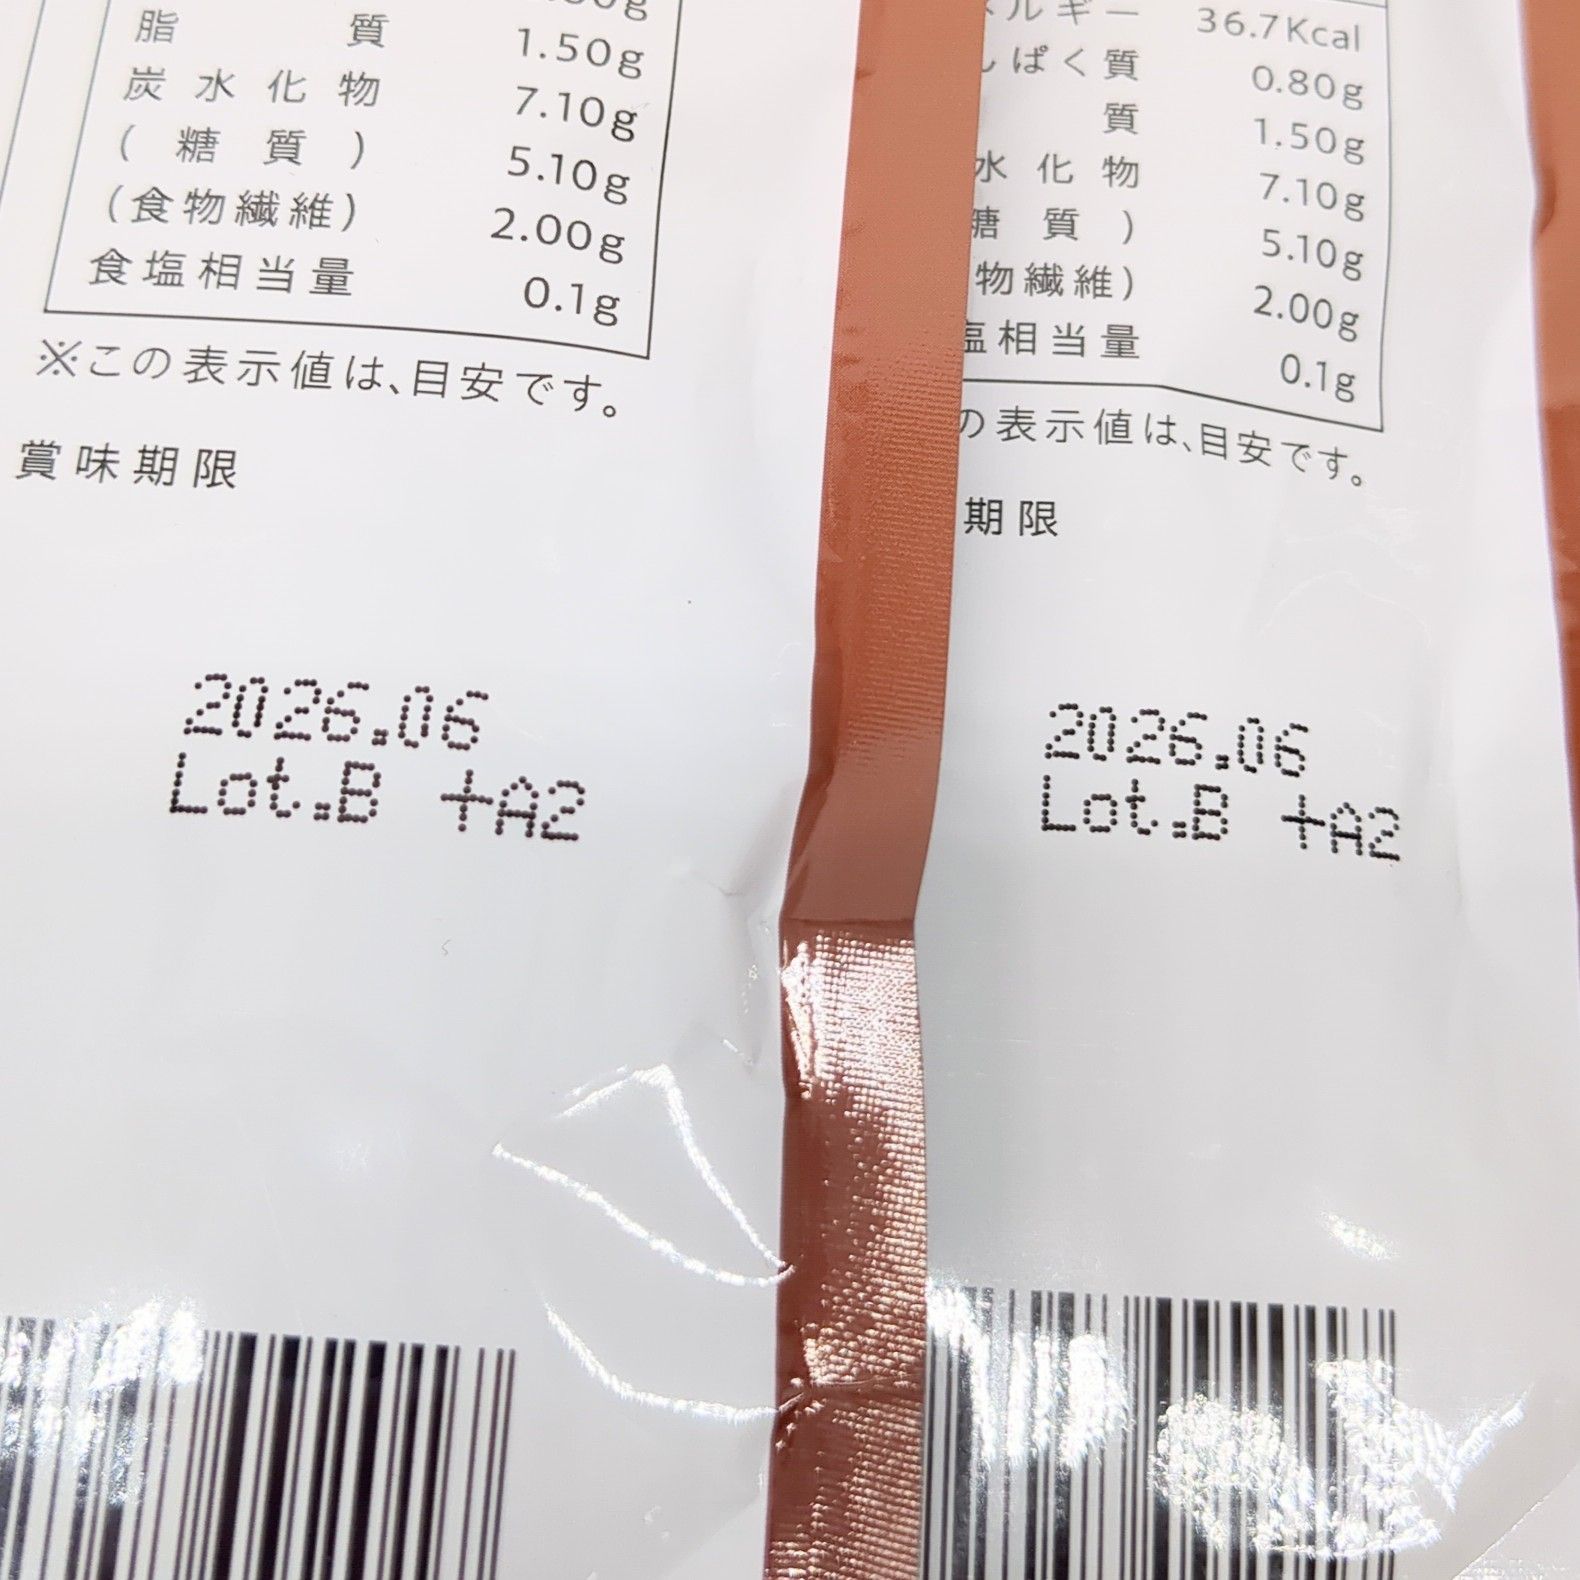 脂質 1.50g
炭水化物 7.10g
(糖質) 5.10g
(食物繊維) 2.00g
食塩相当量 0.1g
※この表示値は、目安です。
賞味期限
2026.06
Lot.B +A2
ルギー 36.7Kcal
ぱく質 0.80g
質 1.50g
水化物 7.10g
糖質) 5.10g
物繊維) 2.00g
塩相当量 0.1g
の表示値は、目安です。
期限
2026.06
Lot.B +A2